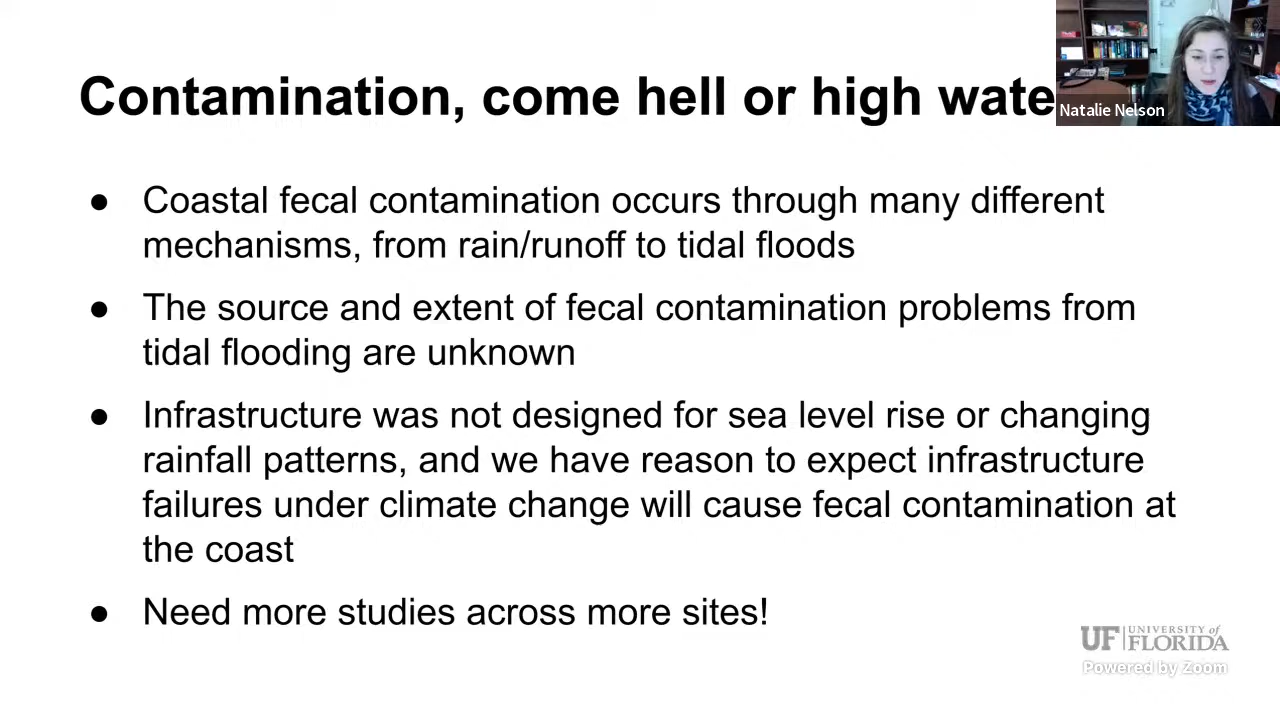 Contamination, come hell or high wate
Natalie Nelson
● Coastal fecal contamination occurs through many different
mechanisms, from rain/runoff to tidal floods
● The source and extent of fecal contamination problems from
tidal flooding are unknown
● Infrastructure was not designed for sea level rise or changing
rainfall patterns, and we have reason to expect infrastructure
failures under climate change will cause fecal contamination at
the coast
● Need more studies across more sites!
UF UNIVERSITY of
FLORIDA
Powered by Zoom